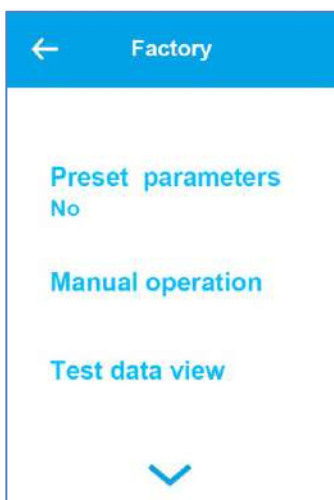 Factory
Preset parameters
No
Manual operation
Test data view